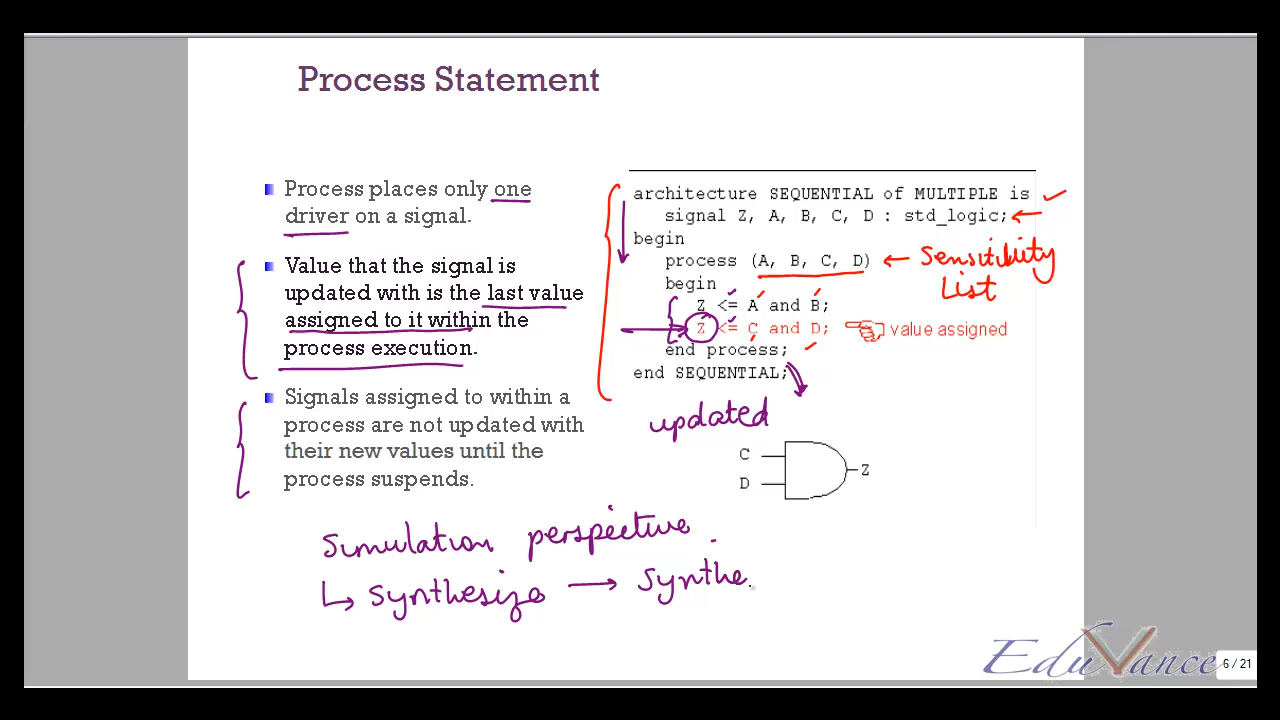 Process Statement
Process places only one
driver on a signal.
Value that the signal is
updated with is the last value
assigned to it within the
process execution.
Signals assigned to within a
process are not updated with
their new values until the
process suspends.
architecture SEQUENTIAL of MULTIPLE is
signal Z, A, B, C, D : std_logic;
begin
process (A, B, C, D)
Sensitivity
List
begin
Z <= A and B;
Z <= C and D;
value assigned
end process;
end SEQUENTIAL;
updated
C
D
Z
Simulation perspective
↳ Synthesize → Synthe
EduVance
6 / 21